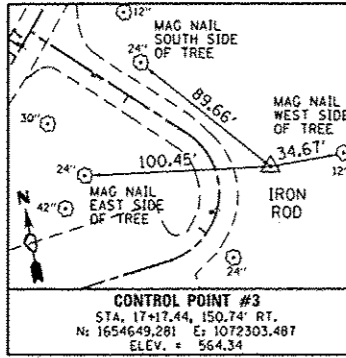 12"
MAG NAIL
SOUTH SIDE
OF TREE
24"
89.66'
MAG NAIL
WEST SIDE
OF TREE
30"
34.67'
100.45'
12"
24"
IRON
ROD
MAG NAIL
EAST SIDE
OF TREE
42"
N
24"
CONTROL POINT #3
STA. 17+17.44, 150.74' RT.
N: 1654649.281 E: 1072303.487
ELEV. = 564.34